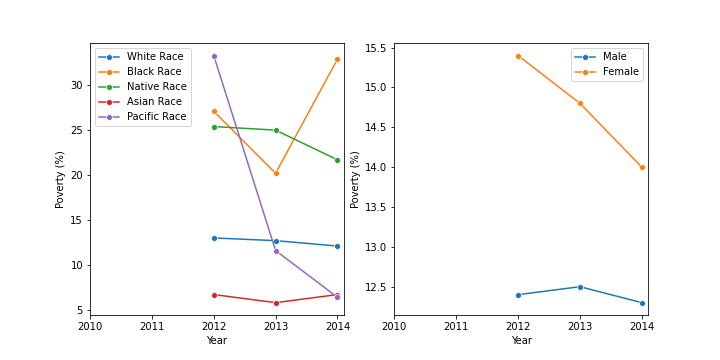 White Race
Black Race
Native Race
Asian Race
Pacific Race
30
25
20
15
10
5
Poverty (%)
2010 2011 2012 2013 2014
Year
Male
Female
15.5
15.0
14.5
14.0
13.5
13.0
12.5
Poverty (%)
2010 2011 2012 2013 2014
Year